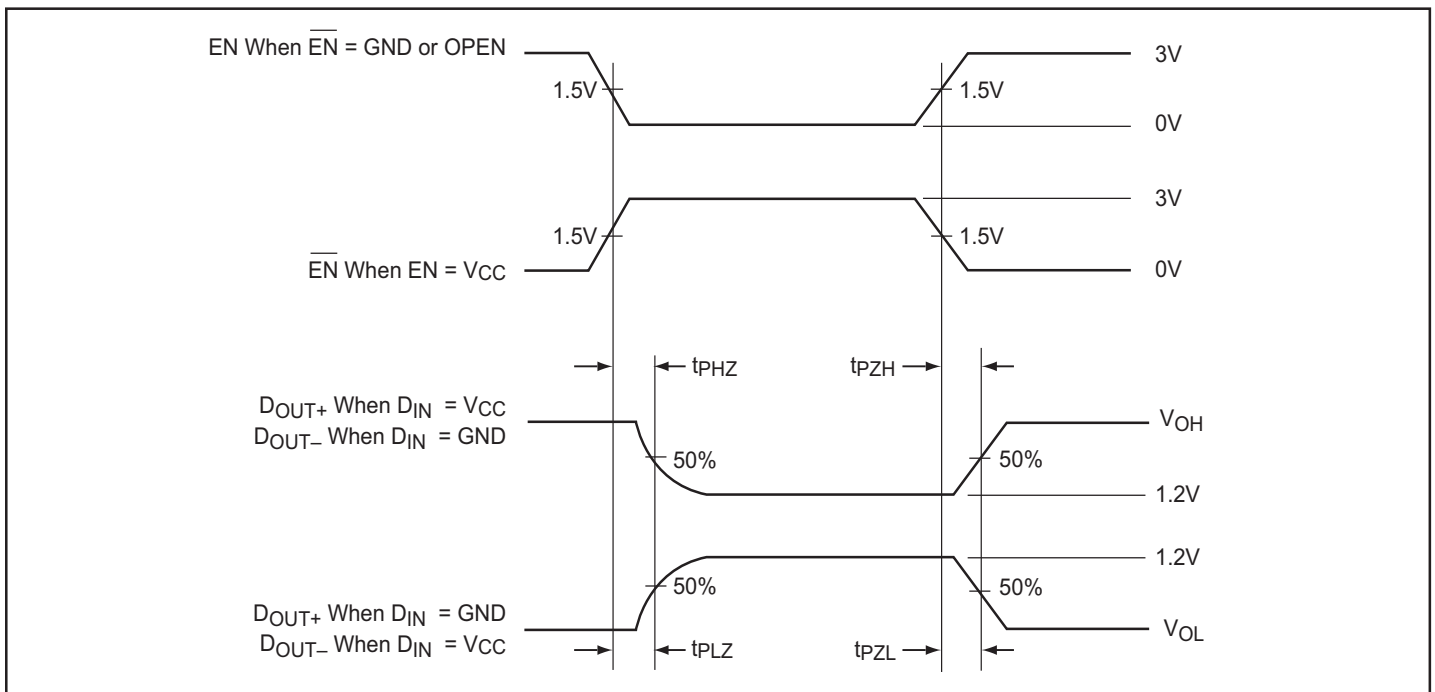 EN When E̅N̅ = GND or OPEN
3V
1.5V
1.5V
0V
3V
1.5V
1.5V
E̅N̅ When EN = VCC
0V
tPHZ
tPZH
DOUT+ When DIN = VCC
DOUT– When DIN = GND
VOH
50%
50%
1.2V
1.2V
50%
50%
DOUT+ When DIN = GND
DOUT– When DIN = VCC
VOL
tPLZ
tPZL